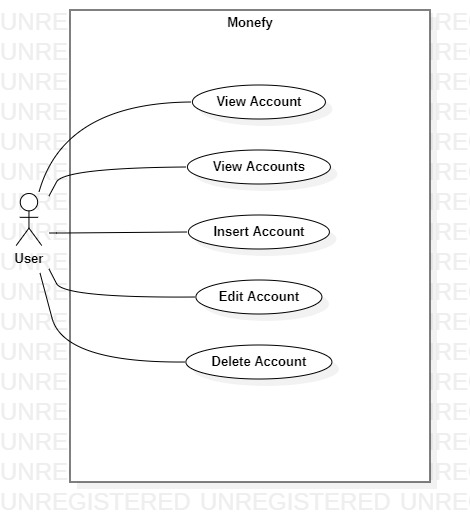 Monefy
View Account
View Accounts
Insert Account
User
Edit Account
Delete Account
UNREGISTERED UNREGISTERED UNRE